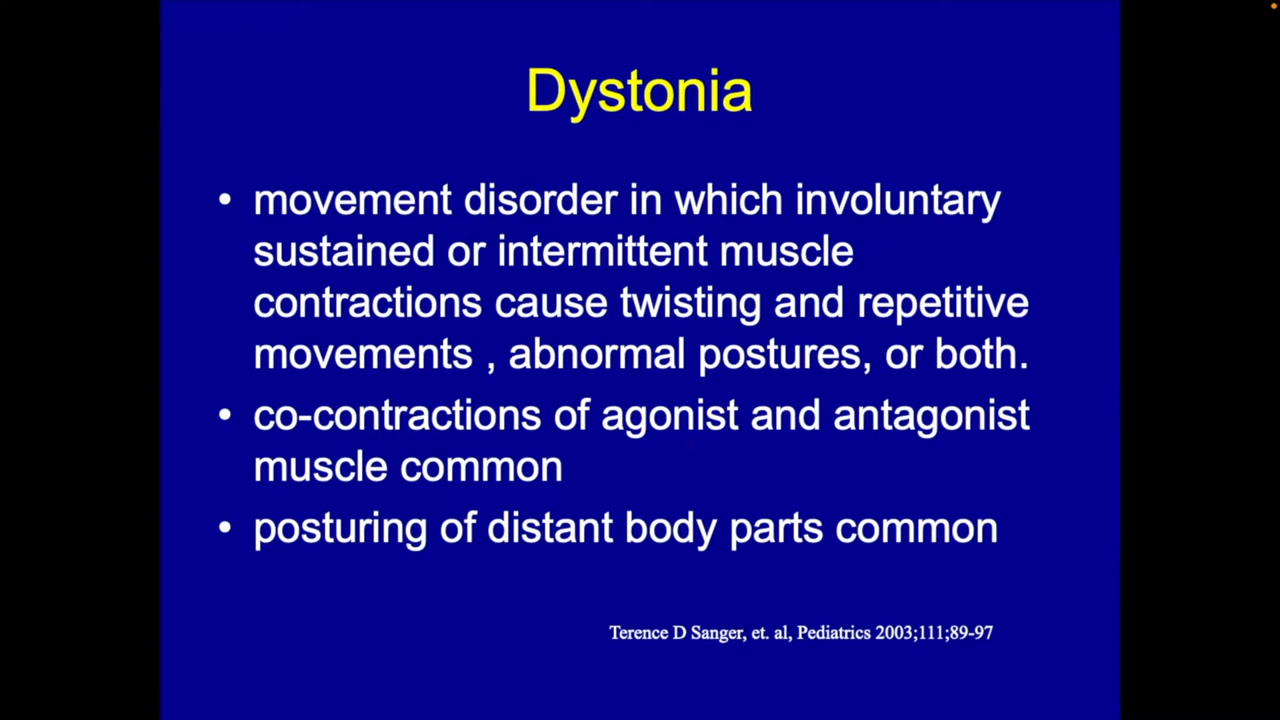 Dystonia
• movement disorder in which involuntary
sustained or intermittent muscle
contractions cause twisting and repetitive
movements , abnormal postures, or both.
• co-contractions of agonist and antagonist
muscle common
• posturing of distant body parts common
Terence D Sanger, et. al, Pediatrics 2003;111;89-97